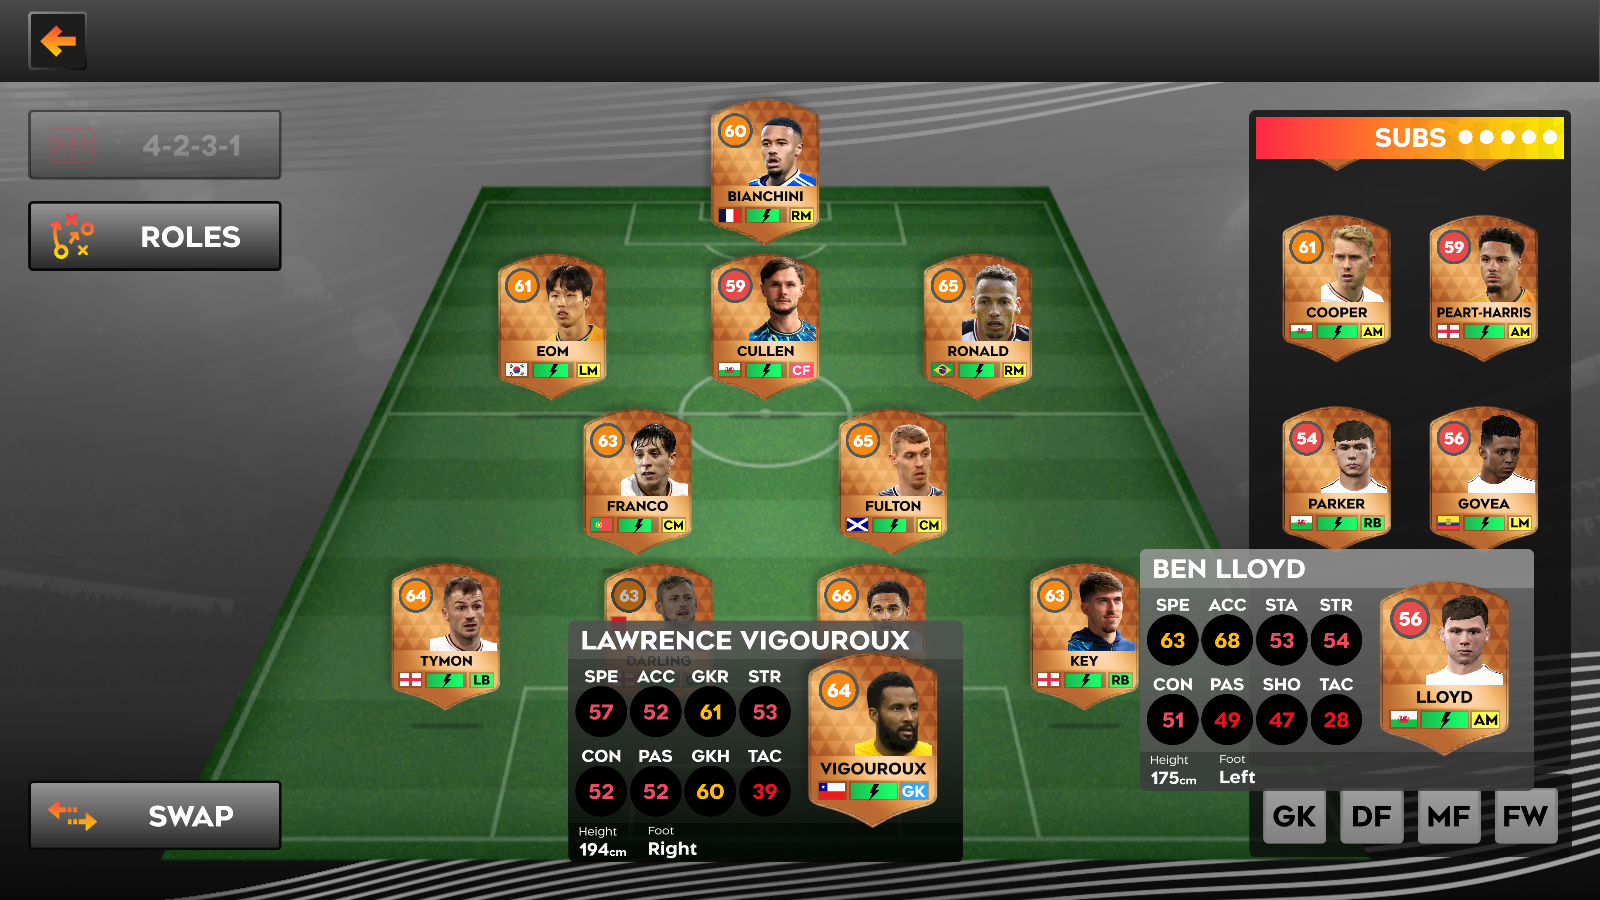 4-2-3-1
ROLES
SWAP
60
BIANCHINI
RM
61
EOM
LM
59
CULLEN
CF
65
RONALD
RM
63
FRANCO
CM
65
FULTON
CM
64
TYMON
LB
63
DARLING
66
63
KEY
RB
LAWRENCE VIGOUROUX
SPE ACC GKR STR
57 52 61 53
CON PAS GKH TAC
52 52 60 39
Height Foot
194cm Right
64
VIGOUROUX
GK
SUBS
61
COOPER
AM
59
PEART-HARRIS
AM
54
PARKER
RB
56
GOVEA
LM
BEN LLOYD
SPE ACC STA STR
63 68 53 54
CON PAS SHO TAC
51 49 47 28
Height Foot
175cm Left
56
LLOYD
AM
GK DF MF FW